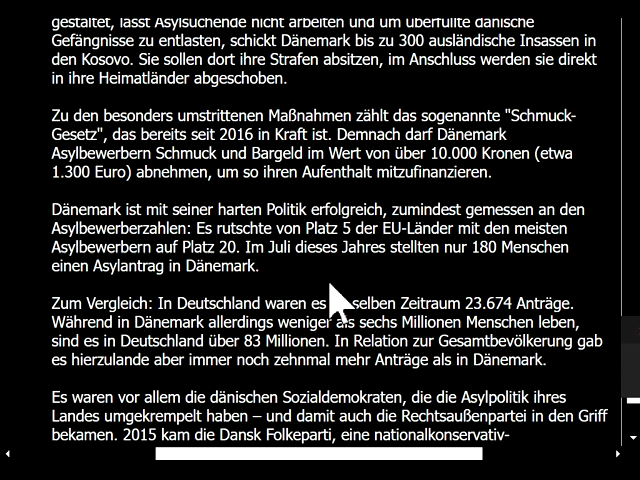 gestaltet, lässt Asylsuchende nicht arbeiten und um überfüllte dänische
Gefängnisse zu entlasten, schickt Dänemark bis zu 300 ausländische Insassen in
den Kosovo. Sie sollen dort ihre Strafen absitzen, im Anschluss werden sie direkt
in ihre Heimatländer abgeschoben.
Zu den besonders umstrittenen Maßnahmen zählt das sogenannte "Schmuck-
Gesetz", das bereits seit 2016 in Kraft ist. Demnach darf Dänemark
Asylbewerbern Schmuck und Bargeld im Wert von über 10.000 Kronen (etwa
1.300 Euro) abnehmen, um so ihren Aufenthalt mitzufinanzieren.
Dänemark ist mit seiner harten Politik erfolgreich, zumindest gemessen an den
Asylbewerberzahlen: Es rutschte von Platz 5 der EU-Länder mit den meisten
Asylbewerbern auf Platz 20. Im Juli dieses Jahres stellten nur 180 Menschen
einen Asylantrag in Dänemark.
Zum Vergleich: In Deutschland waren es selben Zeitraum 23.674 Anträge.
Während in Dänemark allerdings weniger als sechs Millionen Menschen leben,
sind es in Deutschland über 83 Millionen. In Relation zur Gesamtbevölkerung gab
es hierzulande aber immer noch zehnmal mehr Anträge als in Dänemark.
Es waren vor allem die dänischen Sozialdemokraten, die die Asylpolitik ihres
Landes umgekrempelt haben – und damit auch die Rechtsaußenpartei in den Griff
bekamen. 2015 kam die Dansk Folkeparti, eine nationalkonservativ-